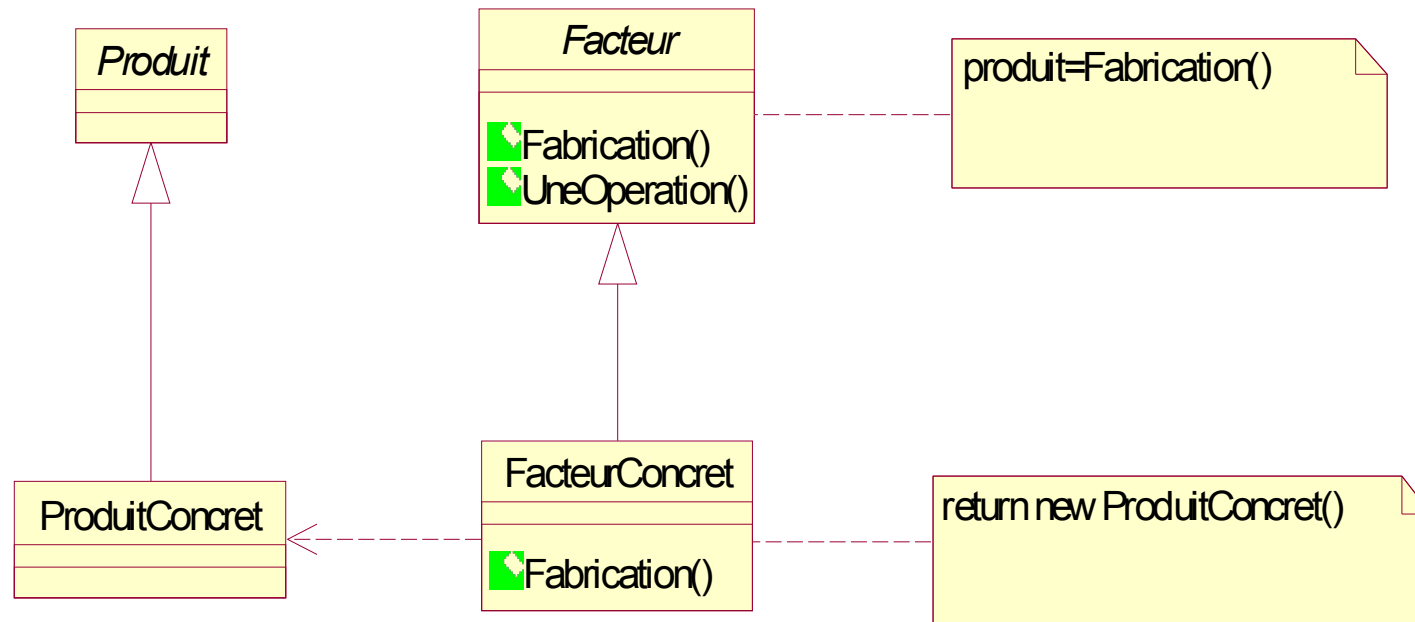 Produit
Facteur
Fabrication()
UneOperation()
produit=Fabrication()
ProduitConcret
FacteurConcret
Fabrication()
return new ProduitConcret()